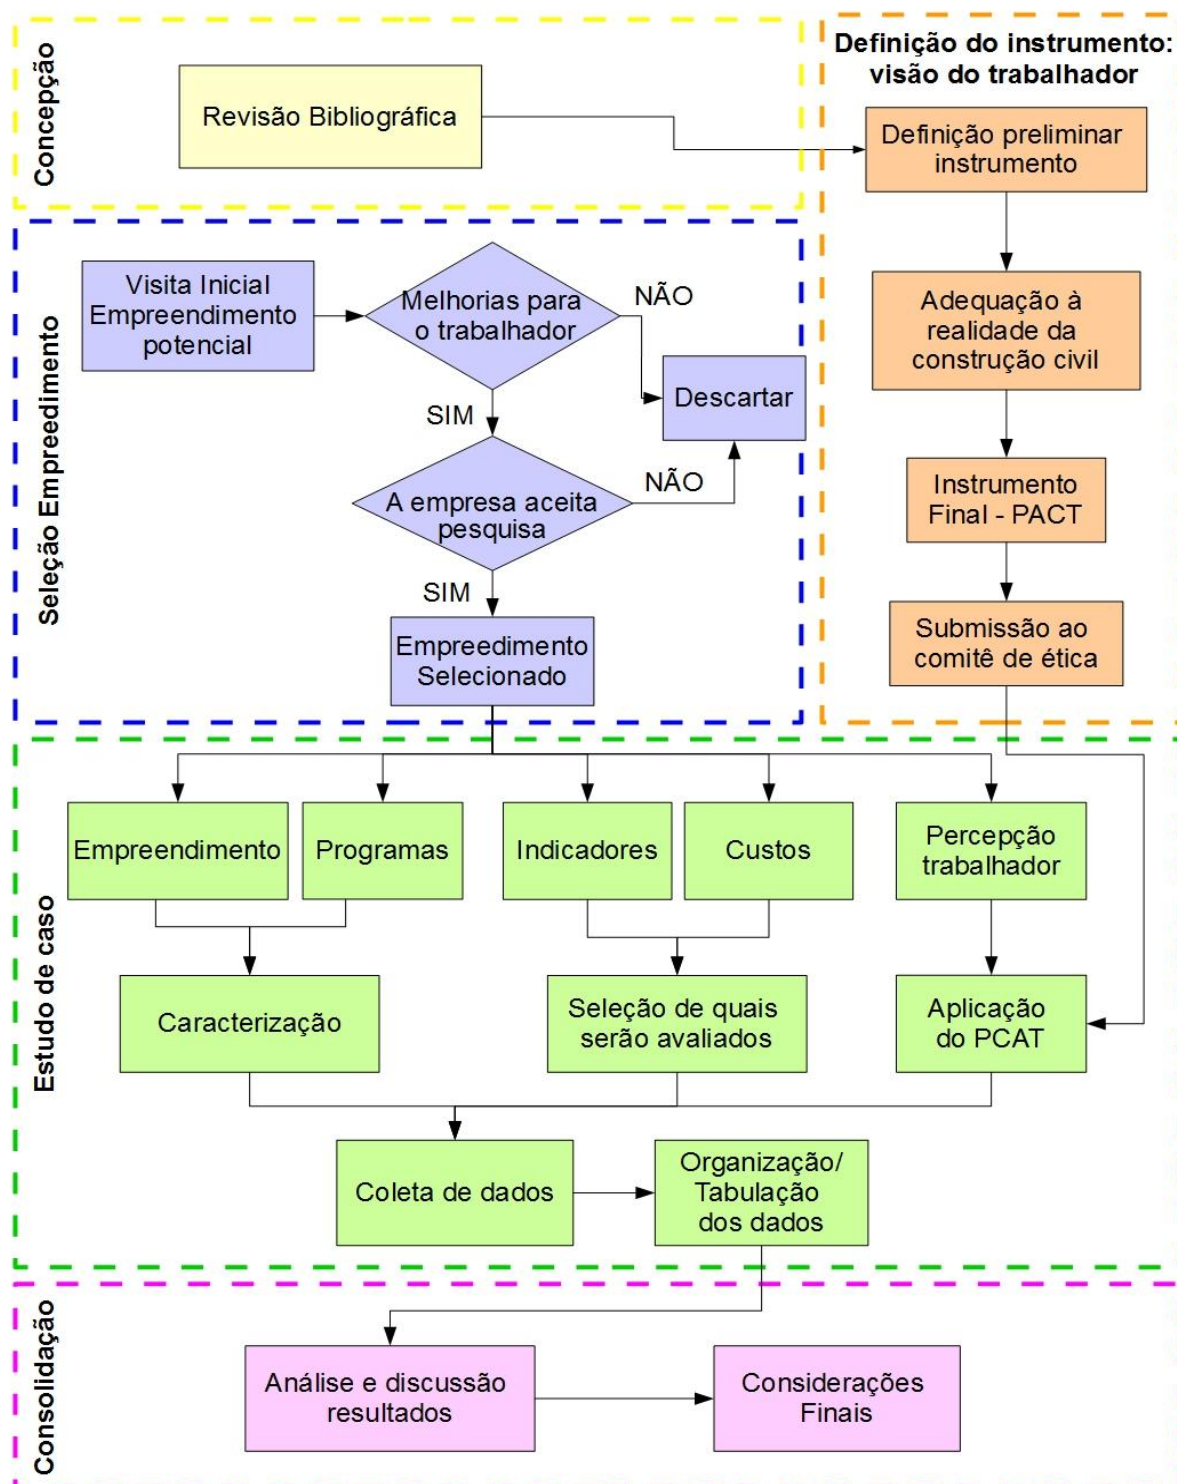 Concepção
Revisão Bibliográfica
Definição do instrumento:
visão do trabalhador
Definição preliminar
instrumento
Adequação à
realidade da
construção civil
Instrumento
Final - PACT
Submissão ao
comitê de ética
Seleção Empreedimento
Visita Inicial
Empreendimento
potencial
Melhorias para
o trabalhador
NÃO
Descartar
SIM
A empresa aceita
pesquisa
NÃO
SIM
Empreedimento
Selecionado
Estudo de caso
Empreendimento
Programas
Indicadores
Custos
Percepção
trabalhador
Caracterização
Seleção de quais
serão avaliados
Aplicação
do PCAT
Coleta de dados
Organização/
Tabulação
dos dados
Consolidação
Análise e discussão
resultados
Considerações
Finais